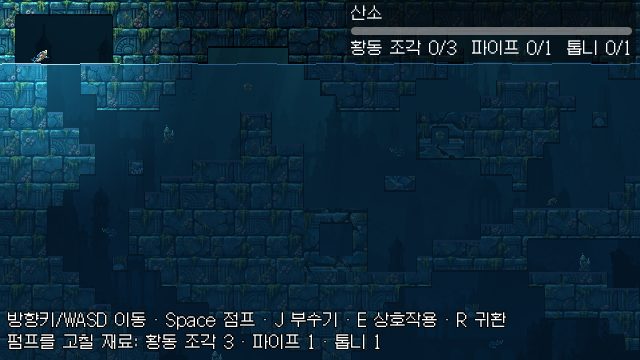 산소
황동 조각 0/3 파이프 0/1 톱니 0/1
방향키/WASD 이동 · Space 점프 · J 부수기 · E 상호작용 · R 귀환
펌프를 고칠 재료: 황동 조각 3 · 파이프 1 · 톱니 1